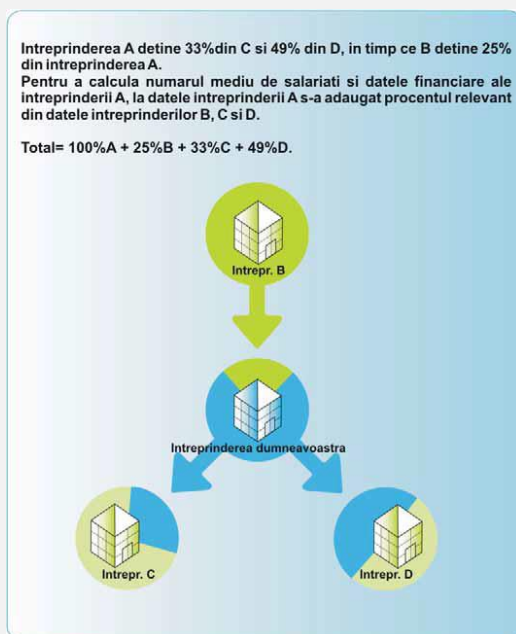 Intreprinderea A detine 33%din C si 49% din D, in timp ce B detine 25%
din intreprinderea A.
Pentru a calcula numarul mediu de salariati si datele financiare ale
intreprinderii A, la datele intreprinderii A s-a adaugat procentul relevant
din datele intreprinderilor B, C si D.
Total= 100%A + 25%B + 33%C + 49%D.
Intrepr. B
Intreprinderea dumneavoastra
Intrepr. C
Intrepr. D